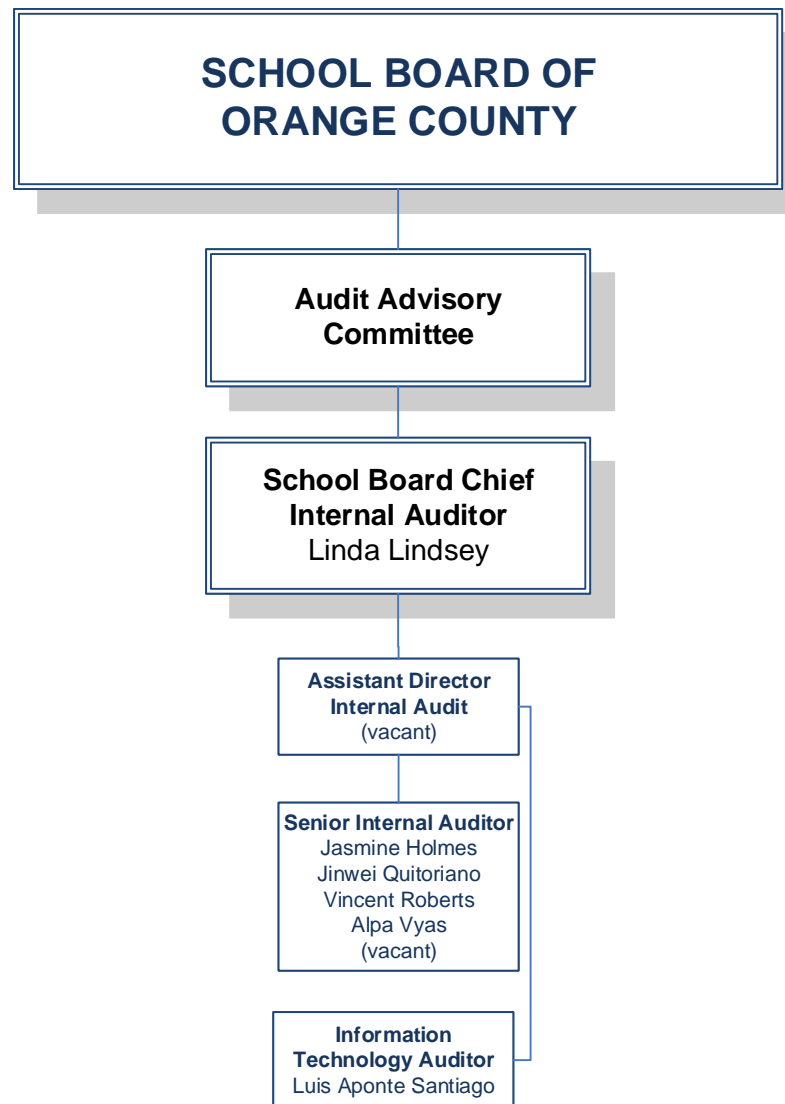 SCHOOL BOARD OF
ORANGE COUNTY
Audit Advisory
Committee
School Board Chief
Internal Auditor
Linda Lindsey
Assistant Director
Internal Audit
(vacant)
Senior Internal Auditor
Jasmine Holmes
Jinwei Quitoriano
Vincent Roberts
Alpa Vyas
(vacant)
Information
Technology Auditor
Luis Aponte Santiago